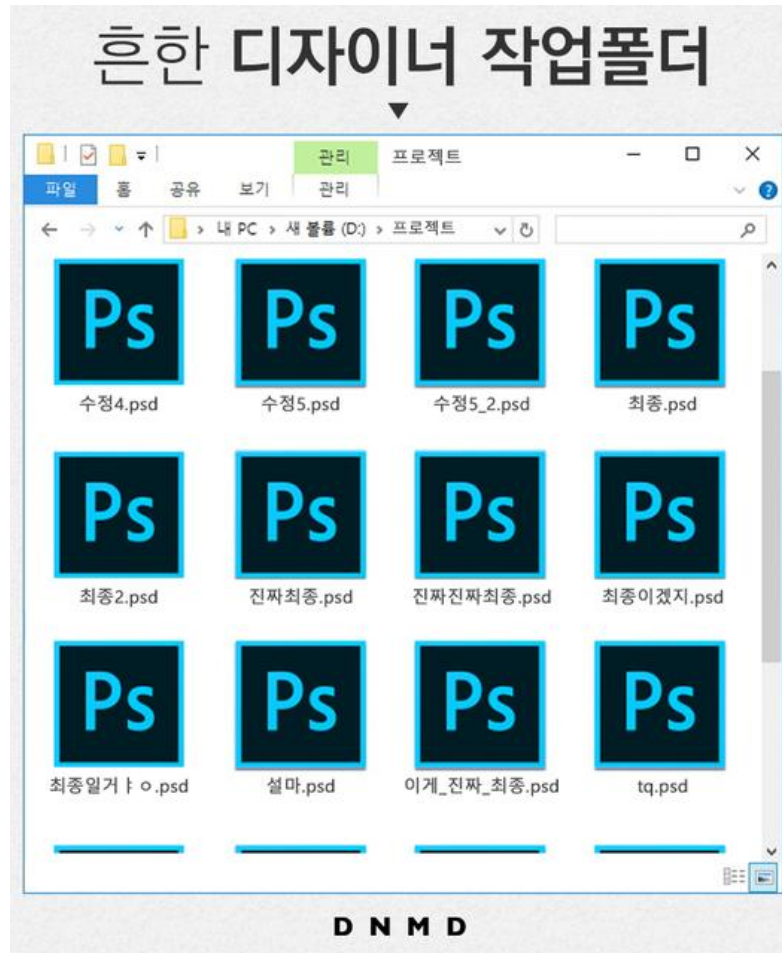 흔한 디자이너 작업폴더
관리 프로젝트
파일 홈 공유 보기 관리
내 PC > 새 볼륨 (D:) > 프로젝트
Ps Ps Ps Ps
수정4.psd 수정5.psd 수정5_2.psd 최종.psd
Ps Ps Ps Ps
최종2.psd 진짜최종.psd 진짜진짜최종.psd 최종이겠지.psd
Ps Ps Ps Ps
최종일거ㅑㅇ.psd 설마.psd 이게_진짜_최종.psd tq.psd
DNMD